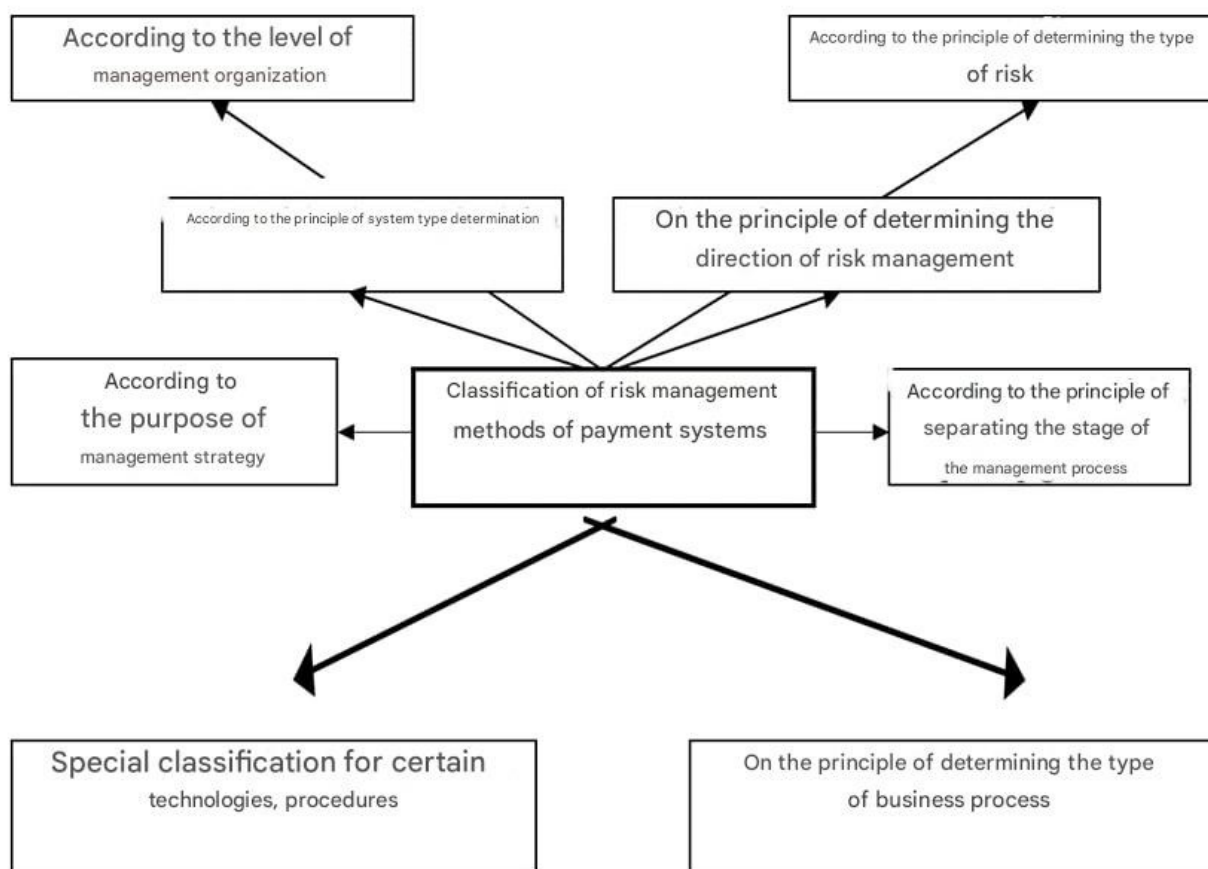 According to the level of
management organization
According to the principle of determining the type
of risk
According to the principle of system type determination
On the principle of determining the
direction of risk management
According to
the purpose of
management strategy
Classification of risk management
methods of payment systems
According to the principle of
separating the stage of
the management process
Special classification for certain
technologies, procedures
On the principle of determining the type
of business process